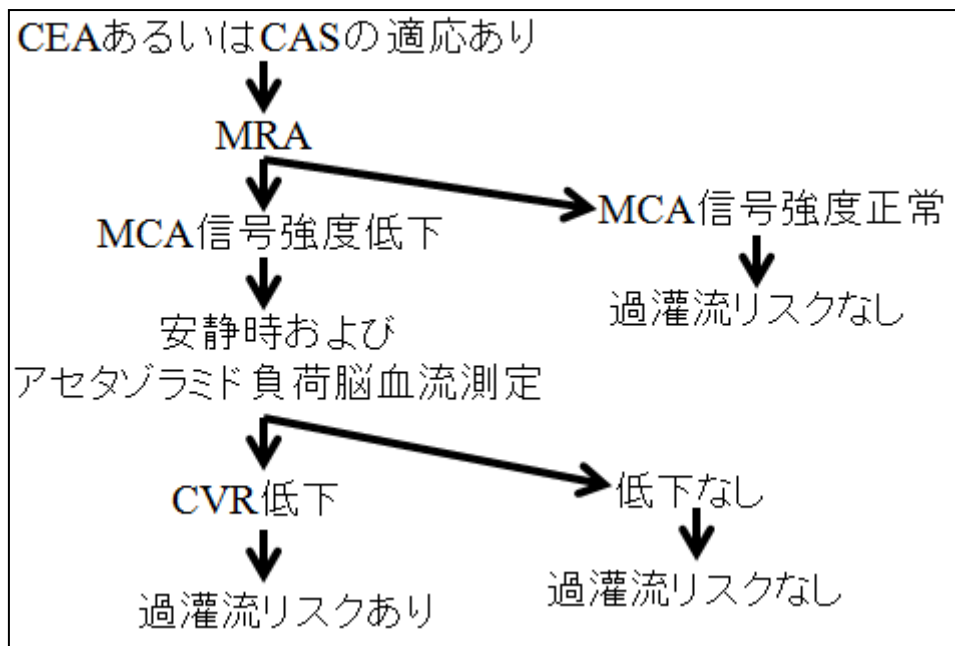 CEAあるいはCASの適応あり
MRA
MCA信号強度低下
MCA信号強度正常
過灌流リスクなし
安静時および
アセタゾラミド負荷脳血流測定
CVR低下
低下なし
過灌流リスクあり
過灌流リスクなし